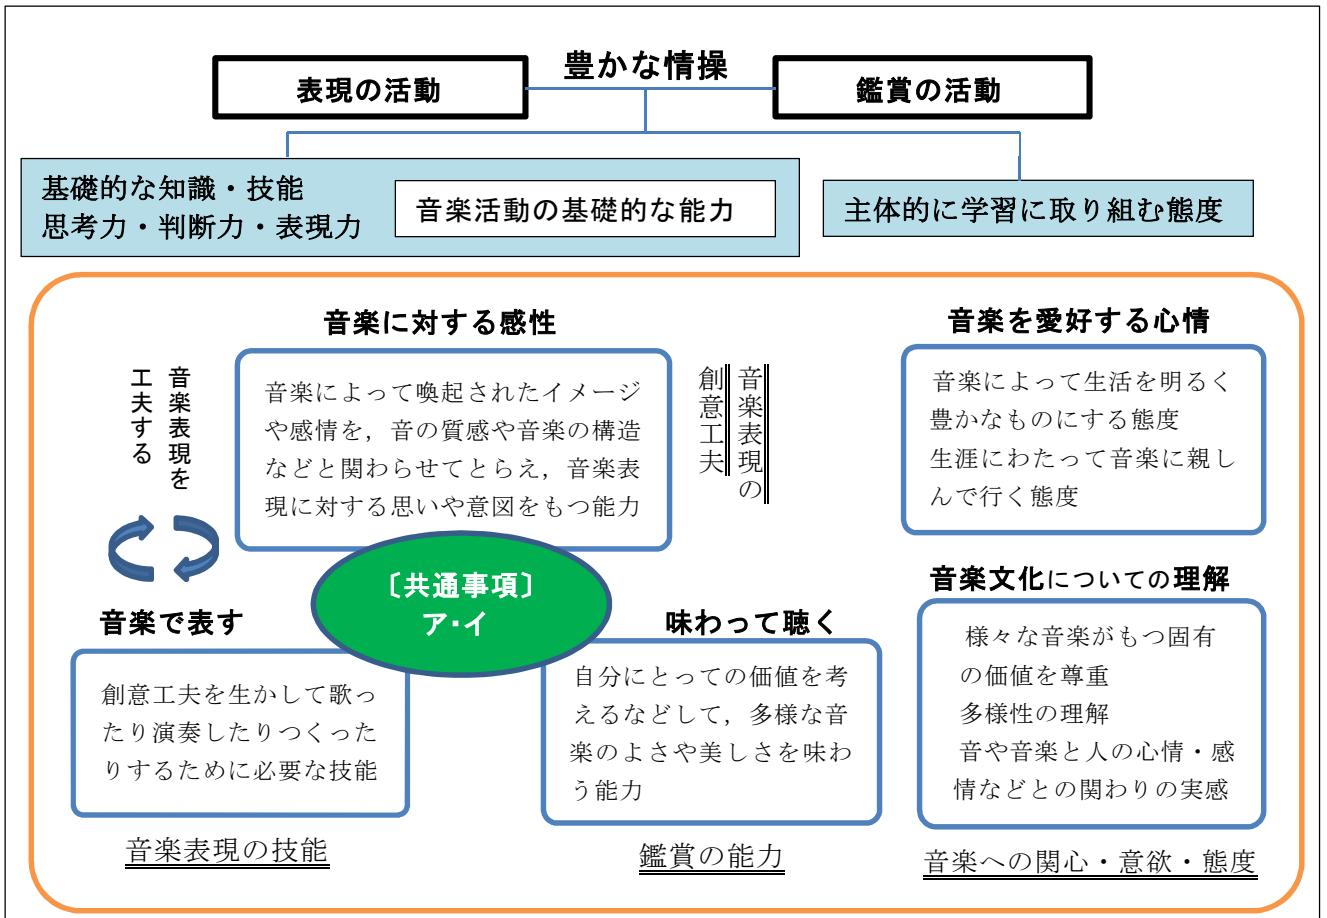 豊かな情操
表現の活動
鑑賞の活動
基礎的な知識・技能
思考力・判断力・表現力
音楽活動の基礎的な能力
主体的に学習に取り組む態度
音楽に対する感性
音楽によって喚起されたイメージ
や感情を，音の質感や音楽の構造
などと関わらせてとらえ，音楽表
現に対する思いや意図をもつ能力
音楽表現を
工夫する
音楽表現の
創意工夫
〔共通事項〕
ア・イ
音楽で表す
創意工夫を生かして歌っ
たり演奏したりつくった
りするために必要な技能
音楽表現の技能
味わって聴く
自分にとっての価値を考
えるなどして，多様な音
楽のよさや美しさを味わ
う能力
鑑賞の能力
音楽を愛好する心情
音楽によって生活を明るく
豊かなものにする態度
生涯にわたって音楽に親し
んで行く態度
音楽文化についての理解
様々な音楽がもつ固有
の価値を尊重
多様性の理解
音や音楽と人の心情・感
情などとの関わりの実感
音楽への関心・意欲・態度